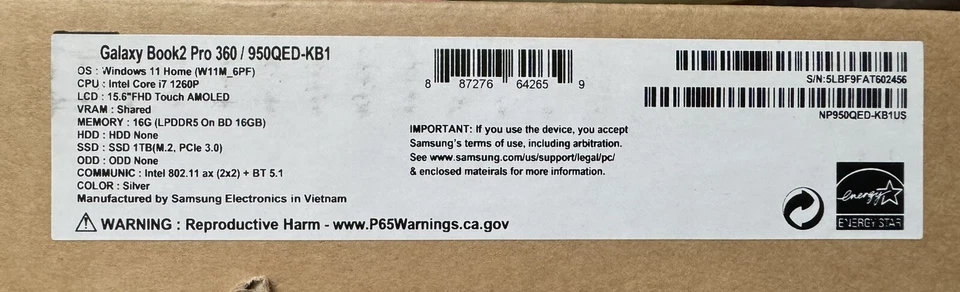 Galaxy Book2 Pro 360 / 950QED-KB1
OS : Windows 11 Home (W11M_6PF)
CPU : Intel Core i7 1260P
LCD : 15.6"FHD Touch AMOLED
VRAM : Shared
MEMORY : 16G (LPDDR5 On BD 16GB)
HDD : HDD None
SSD : SSD 1TB(M.2, PCIe 3.0)
ODD : ODD None
COMMUNIC : Intel 802.11 ax (2x2) + BT 5.1
COLOR : Silver
Manufactured by Samsung Electronics in Vietnam
WARNING : Reproductive Harm - www.P65Warnings.ca.gov
8 87276 64265 9
IMPORTANT: If you use the device, you accept
Samsung's terms of use, including arbitration.
See www.samsung.com/us/support/legal/pc/
& enclosed mateirals for more information.
S/N:5LBF9FAT602456
NP950QED-KB1US
energy
ENERGY STAR